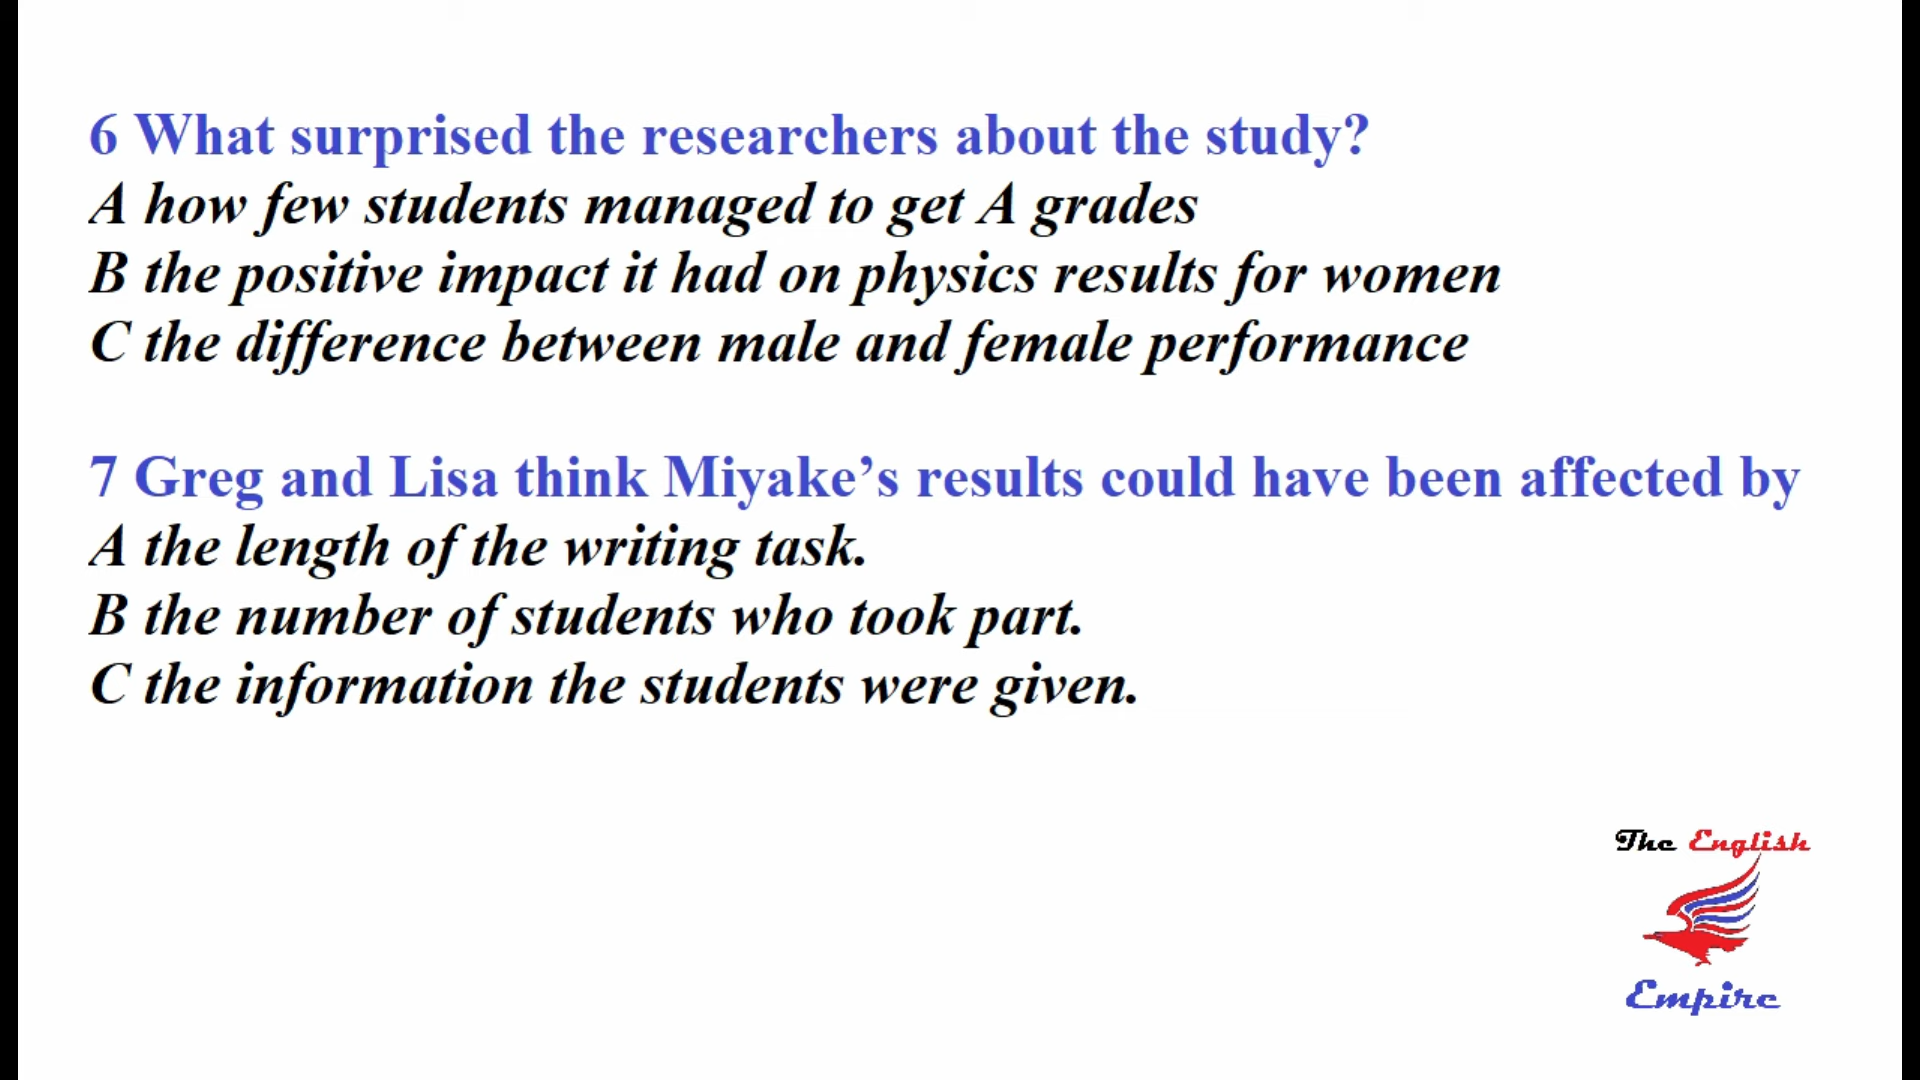 6 What surprised the researchers about the study?
A how few students managed to get A grades
B the positive impact it had on physics results for women
C the difference between male and female performance
7 Greg and Lisa think Miyake’s results could have been affected by
A the length of the writing task.
B the number of students who took part.
C the information the students were given.
The English
Empire